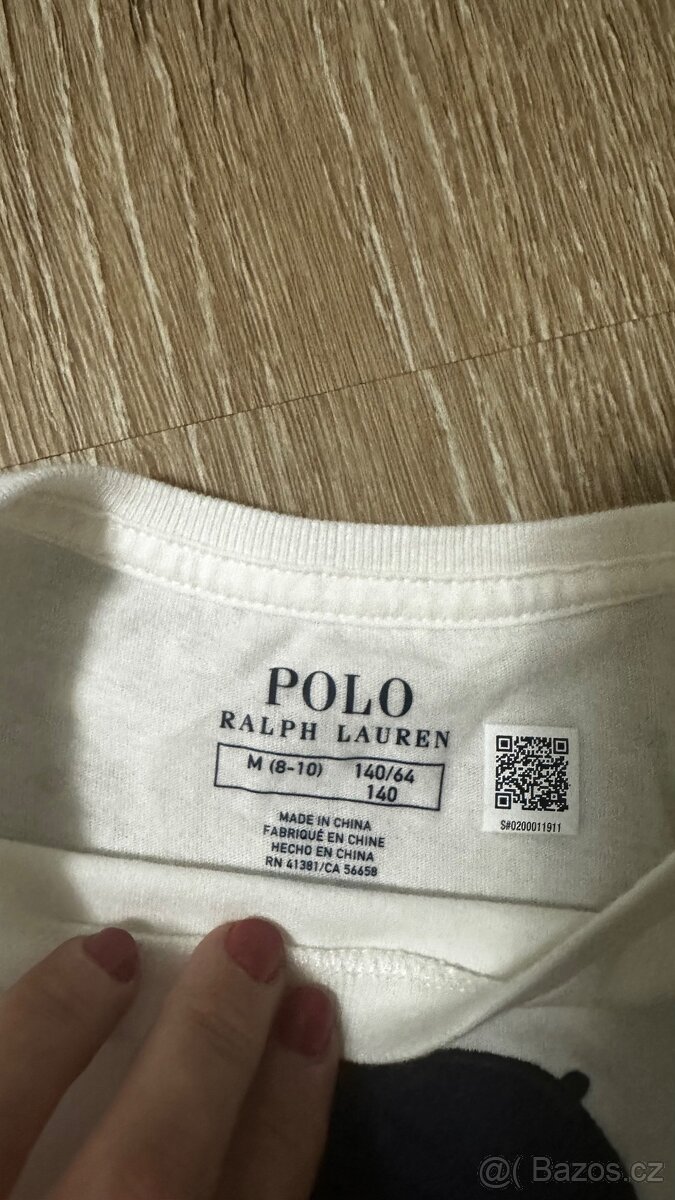 POLO
RALPH LAUREN
M (8-10) 140/64
140
MADE IN CHINA
FABRIQUÉ EN CHINE
HECHO EN CHINA
RN 41381/CA 56658
S#0200011911
@( Bazos.cz